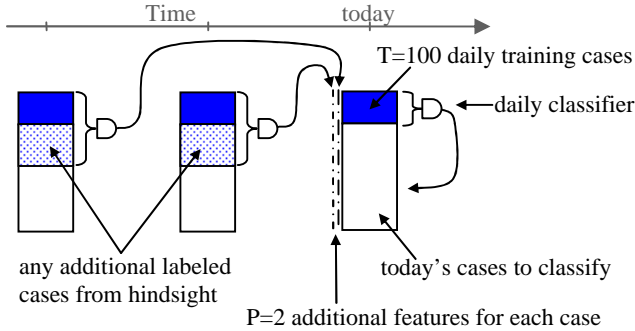 Time
today
T=100 daily training cases
daily classifier
any additional labeled
cases from hindsight
today's cases to classify
P=2 additional features for each case